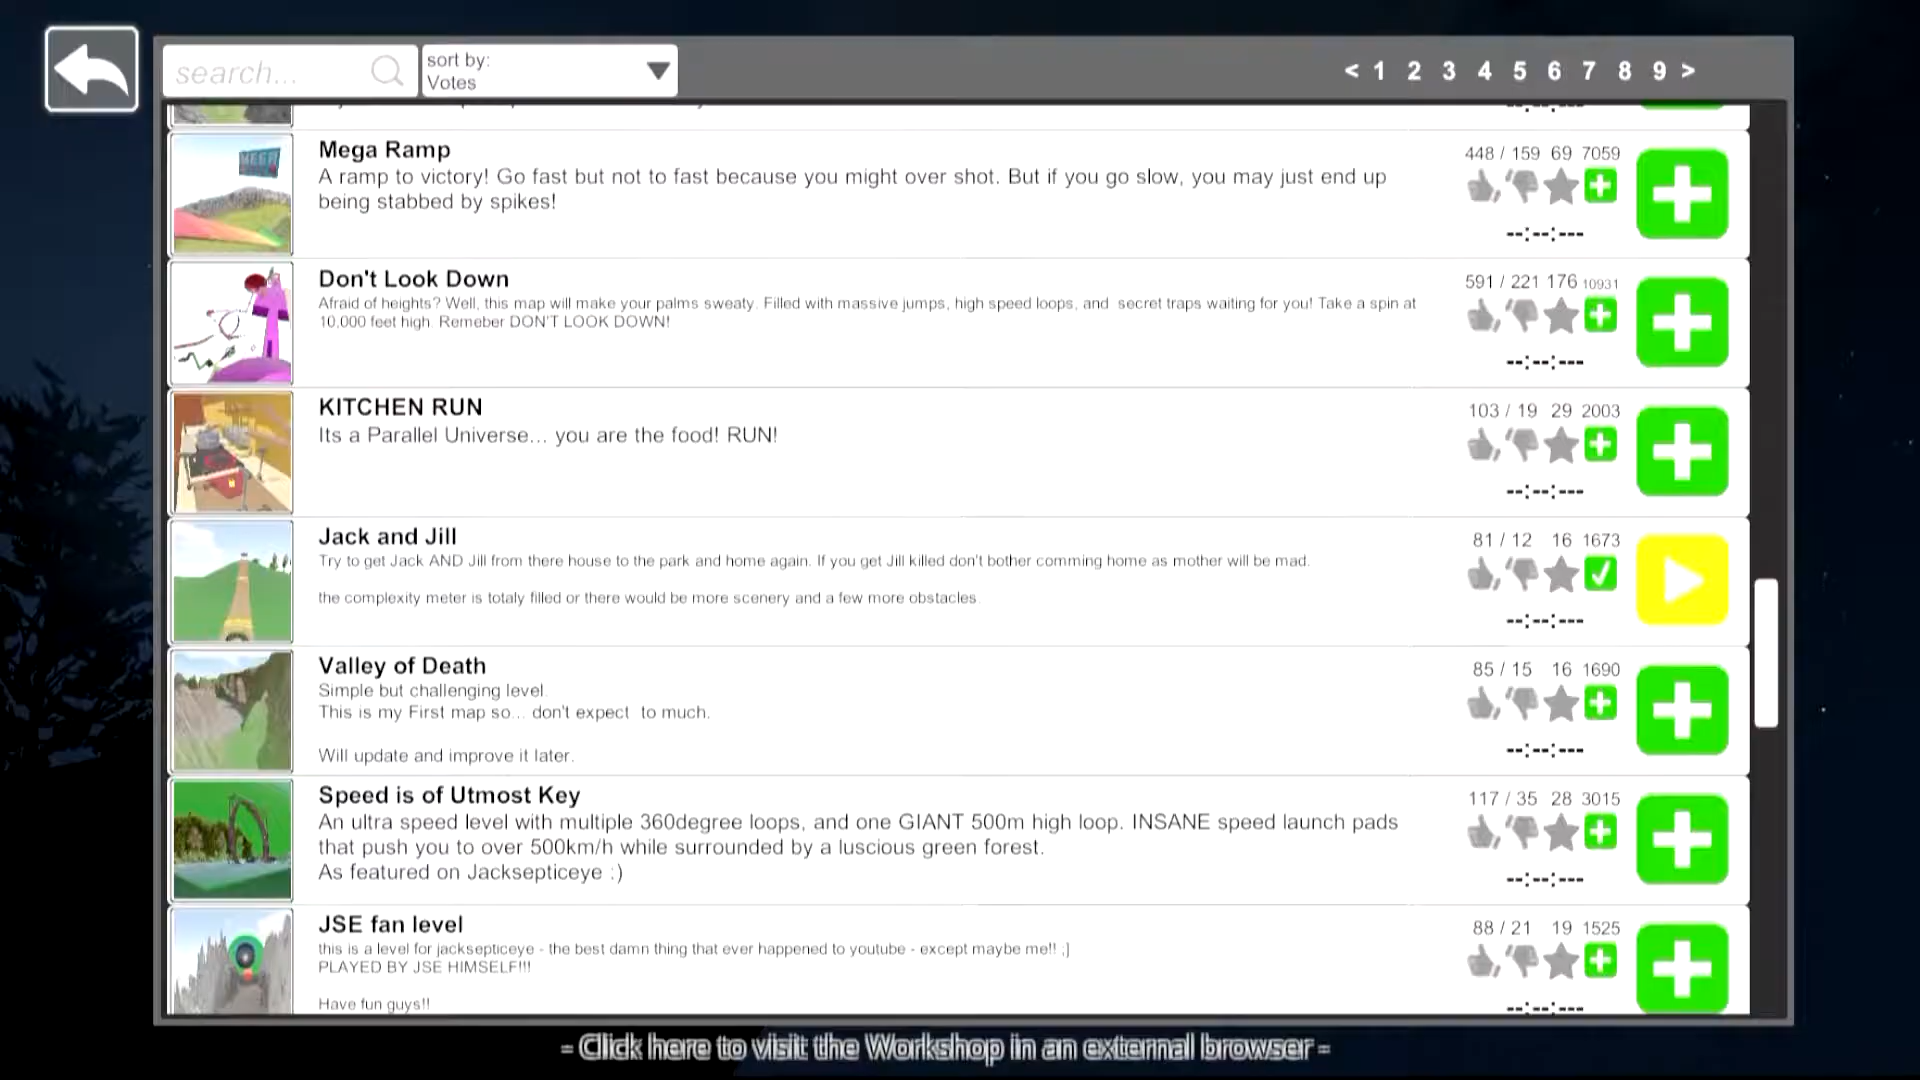 search...
sort by:
Votes
< 1 2 3 4 5 6 7 8 9 >
--:--:---
Mega Ramp
A ramp to victory! Go fast but not to fast because you might over shot. But if you go slow, you may just end up
being stabbed by spikes!
448 / 159 69 7059
--:--:---
Don't Look Down
Afraid of heights? Well, this map will make your palms sweaty. Filled with massive jumps, high speed loops, and secret traps waiting for you! Take a spin at
10,000 feet high. Remeber DON'T LOOK DOWN!
591 / 221 176 10931
--:--:---
KITCHEN RUN
Its a Parallel Universe... you are the food! RUN!
103 / 19 29 2003
--:--:---
Jack and Jill
Try to get Jack AND Jill from there house to the park and home again. If you get Jill killed don't bother comming home as mother will be mad.
the complexity meter is totaly filled or there would be more scenery and a few more obstacles.
81 / 12 16 1673
--:--:---
Valley of Death
Simple but challenging level.
This is my First map so... don't expect to much.
Will update and improve it later.
85 / 15 16 1690
--:--:---
Speed is of Utmost Key
An ultra speed level with multiple 360degree loops, and one GIANT 500m high loop. INSANE speed launch pads
that push you to over 500km/h while surrounded by a luscious green forest.
As featured on Jacksepticeye :)
117 / 35 28 3015
--:--:---
JSE fan level
this is a level for jacksepticeye - the best damn thing that ever happened to youtube - except maybe me!! ;]
PLAYED BY JSE HIMSELF!!!
Have fun guys!!
88 / 21 19 1525
--:--:---
- Click here to visit the Workshop in an external browser -